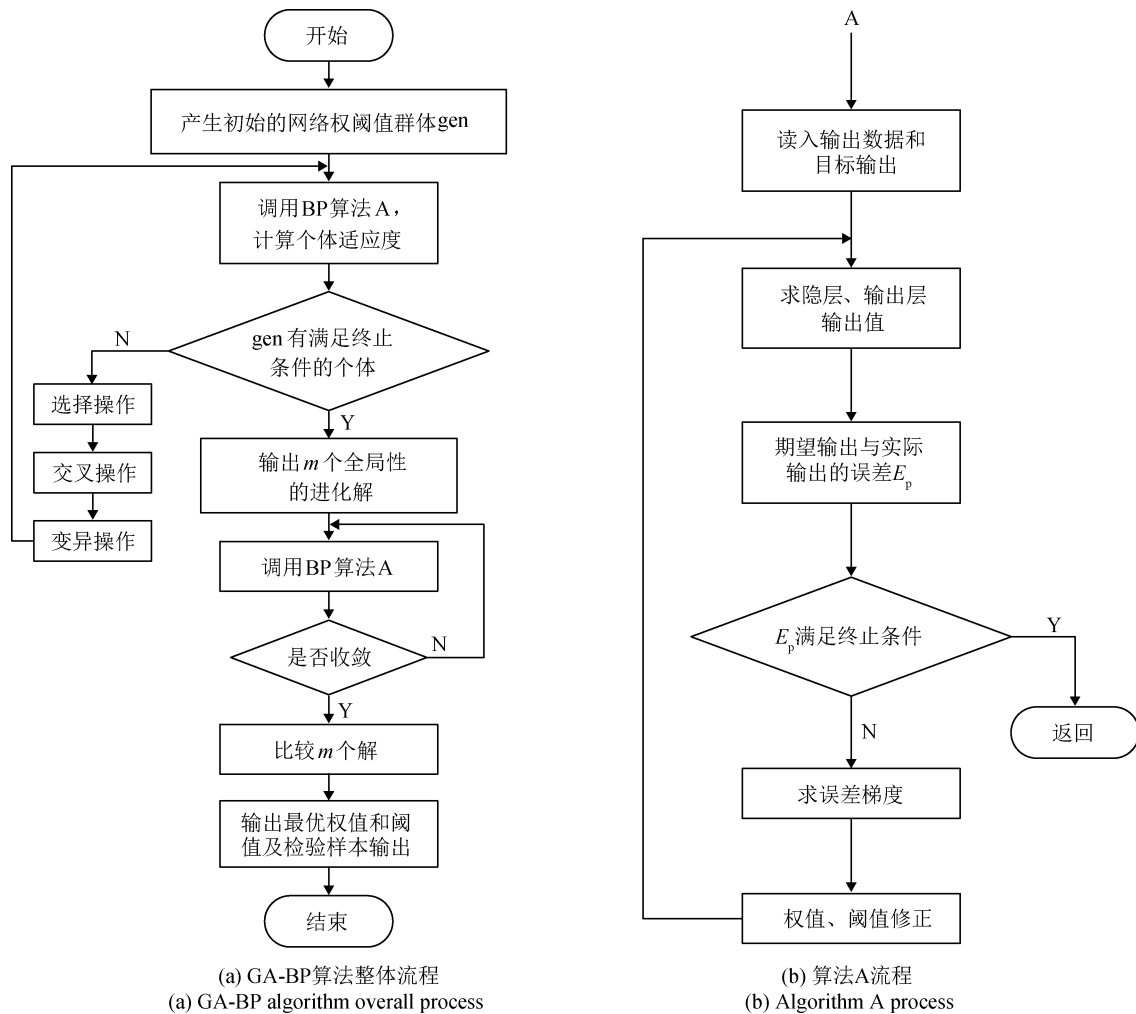 开始
产生初始的网络权阈值群体gen
调用BP算法A，
计算个体适应度
gen有满足终止
条件的个体
N
选择操作
交叉操作
变异操作
Y
输出m个全局性
的进化解
调用BP算法A
是否收敛
N
Y
比较m个解
输出最优权值和阈
值及检验样本输出
结束
(a) GA-BP算法整体流程
(a) GA-BP algorithm overall process
A
读入输出数据和
目标输出
求隐层、输出层
输出值
期望输出与实际
输出的误差Ep
Ep满足终止条件
Y
返回
N
求误差梯度
权值、阈值修正
(b) 算法A流程
(b) Algorithm A process